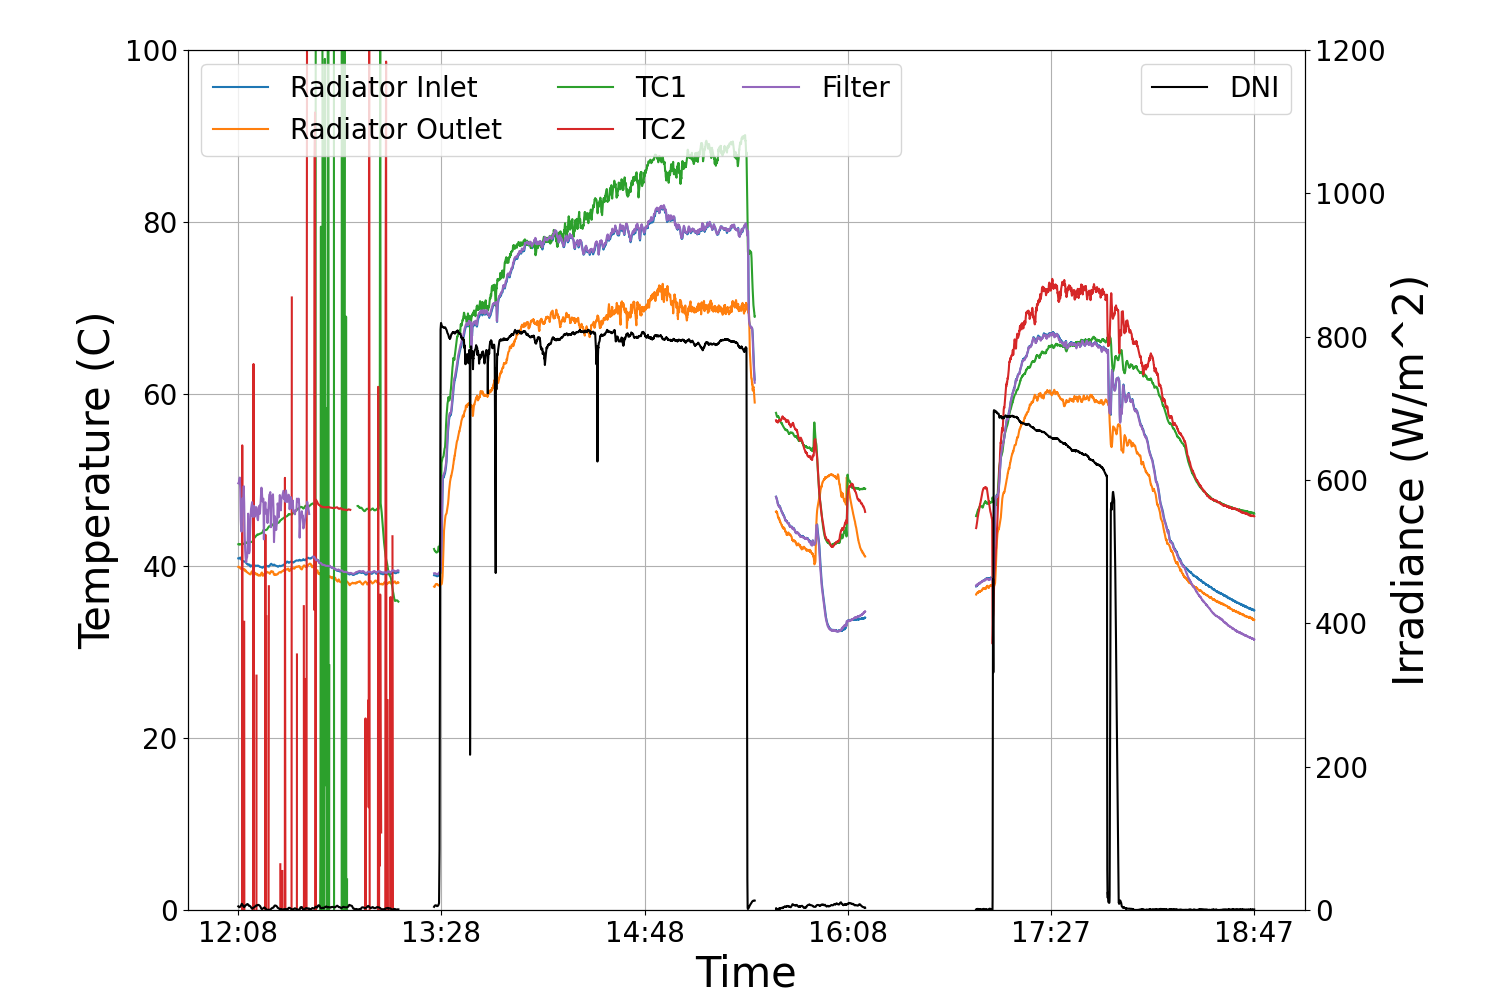 Radiator Inlet
Radiator Outlet
TC1
TC2
Filter
DNI
Temperature (C)
100
80
60
40
20
0
Irradiance (W/m^2)
1200
1000
800
600
400
200
0
12:08 13:28 14:48 16:08 17:27 18:47
Time